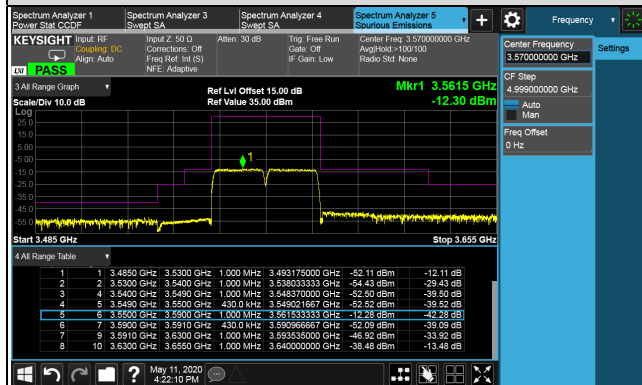 Spectrum Analyzer 1
Power Stat CCDF
Spectrum Analyzer 3
Swept SA
Spectrum Analyzer 4
Swept SA
Spectrum Analyzer 5
Spurious Emissions
Frequency
KEYSIGHT
LXI
PASS
Input: RF
Coupling: DC
Align: Auto
Input Z: 50 Ω
Corrections: Off
Freq Ref: Int (S)
NFE: Adaptive
Atten: 30 dB
Trig: Free Run
Gate: Off
IF Gain: Low
Center Freq: 3.570000000 GHz
Avg|Hold:>100/100
Radio Std: None
Center Frequency
3.570000000 GHz
Settings
CF Step
4.999000000 GHz
Auto
Man
Freq Offset
0 Hz
3 All Range Graph
Scale/Div 10.0 dB
Ref Lvl Offset 15.00 dB
Ref Value 35.00 dBm
Mkr1 3.5615 GHz
-12.30 dBm
Log
25.0
15.0
5.00
-5.00
-15.0
-25.0
-35.0
-45.0
-55.0
1
Start 3.485 GHz
Stop 3.655 GHz
4 All Range Table
1 1 3.4850 GHz 3.5300 GHz 1.000 MHz 3.493175000 GHz -52.11 dBm -12.11 dB
2 2 3.5300 GHz 3.5400 GHz 1.000 MHz 3.538033333 GHz -54.43 dBm -29.43 dB
3 4 3.5400 GHz 3.5490 GHz 1.000 MHz 3.548370000 GHz -52.50 dBm -39.50 dB
4 5 3.5490 GHz 3.5500 GHz 430.0 kHz 3.549021667 GHz -52.52 dBm -39.52 dB
5 6 3.5500 GHz 3.5900 GHz 1.000 MHz 3.561533333 GHz -12.28 dBm -42.28 dB
6 7 3.5900 GHz 3.5910 GHz 430.0 kHz 3.590966667 GHz -52.09 dBm -39.09 dB
7 9 3.5910 GHz 3.6300 GHz 1.000 MHz 3.593535000 GHz -46.92 dBm -33.92 dB
8 10 3.6300 GHz 3.6550 GHz 1.000 MHz 3.640000000 GHz -38.48 dBm -13.48 dB
May 11, 2020
4:22:10 PM